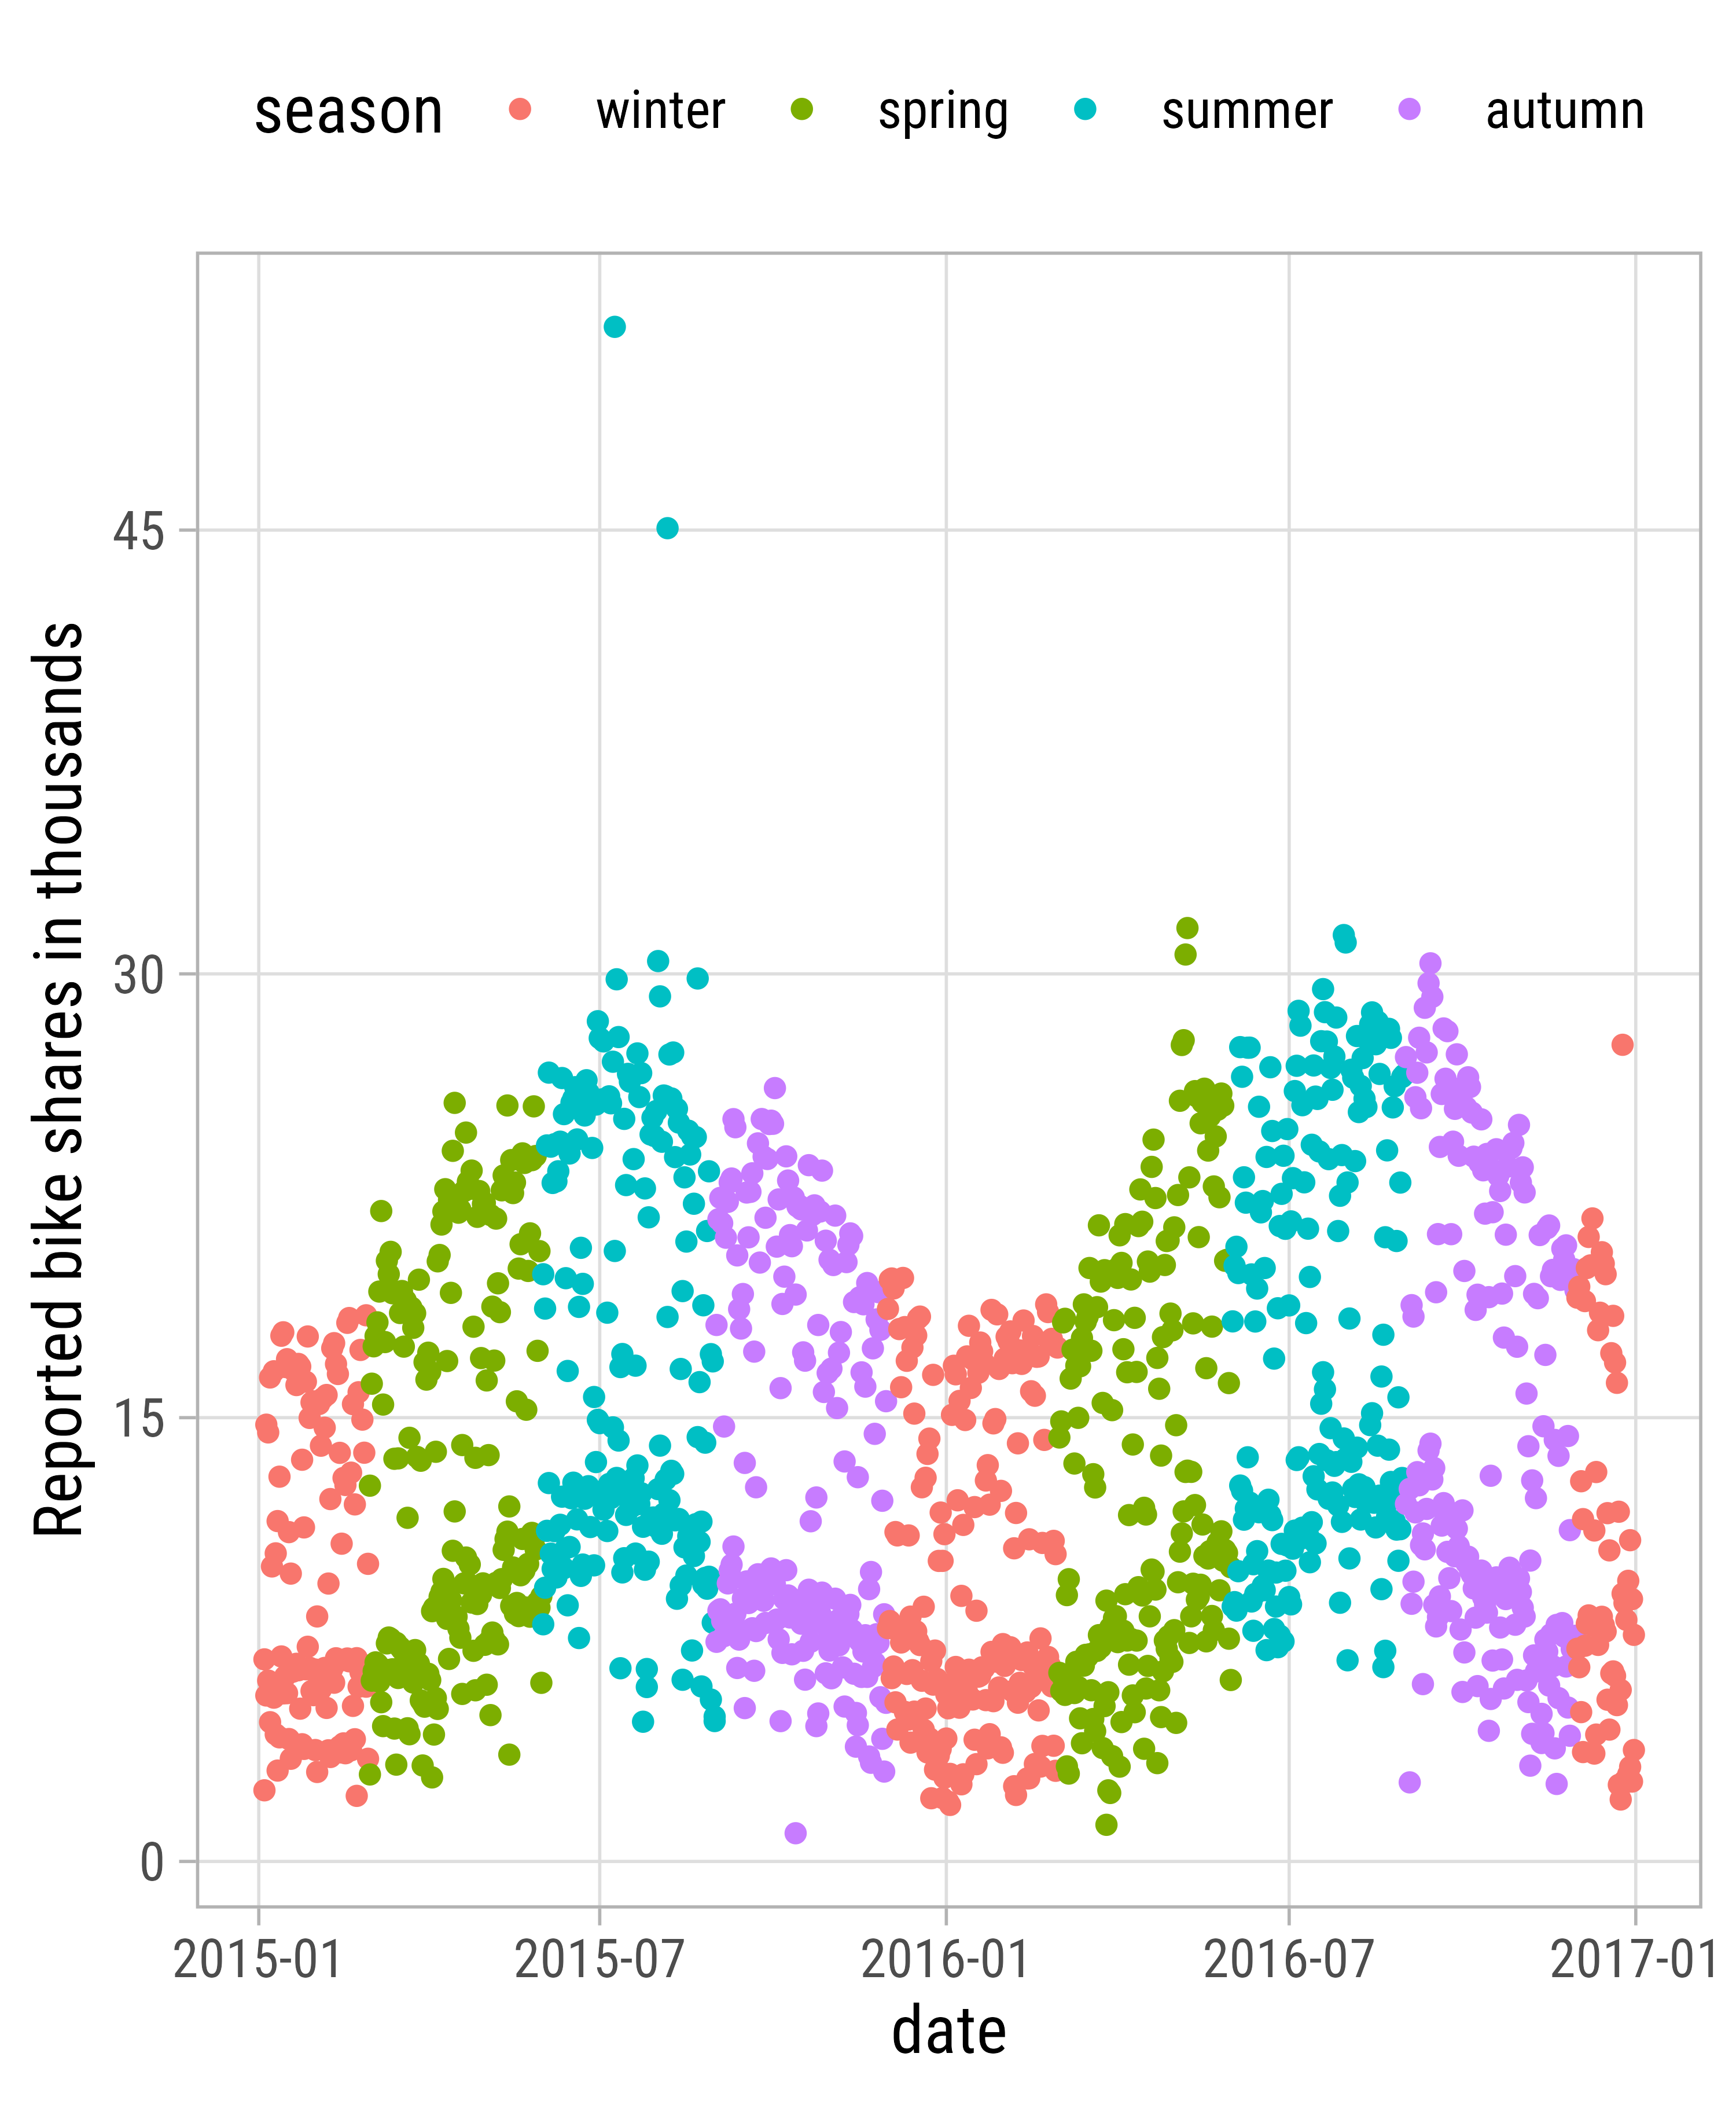 season winter spring summer autumn
Reported bike shares in thousands
45
30
15
0
2015-01 2015-07 2016-01 2016-07 2017-01
date